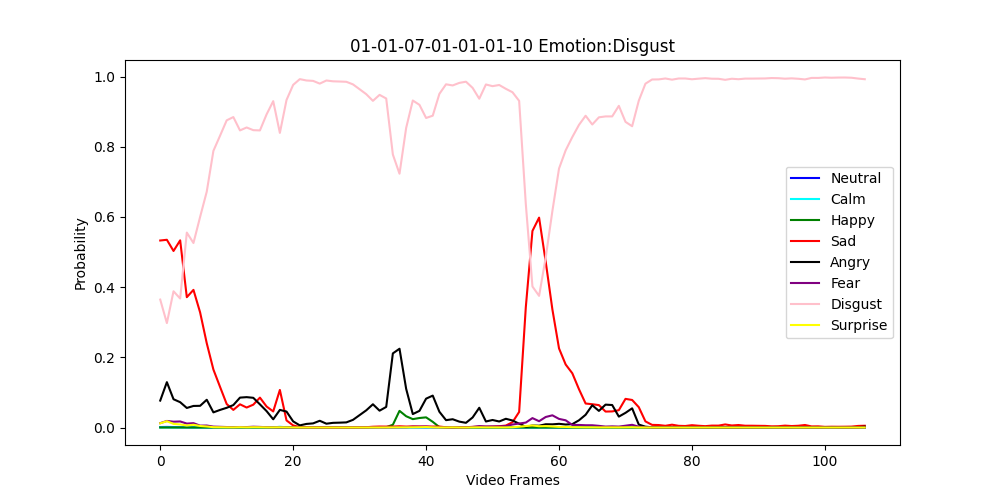 01-01-07-01-01-01-10 Emotion:Disgust
1.0
0.8
0.6
0.4
0.2
0.0
Probability
0 20 40 60 80 100
Video Frames
Neutral
Calm
Happy
Sad
Angry
Fear
Disgust
Surprise